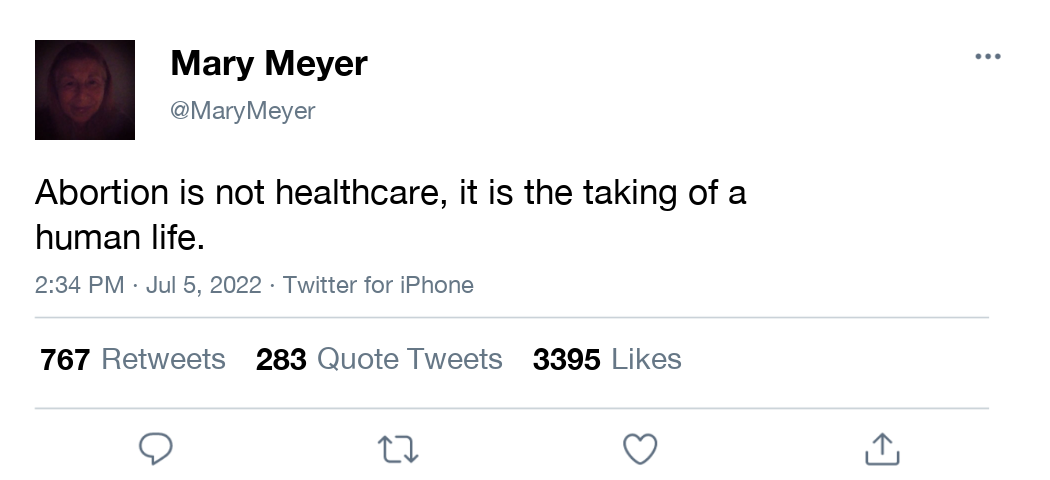 Mary Meyer
@MaryMeyer
Abortion is not healthcare, it is the taking of a
human life.
2:34 PM · Jul 5, 2022 · Twitter for iPhone
767 Retweets 283 Quote Tweets 3395 Likes